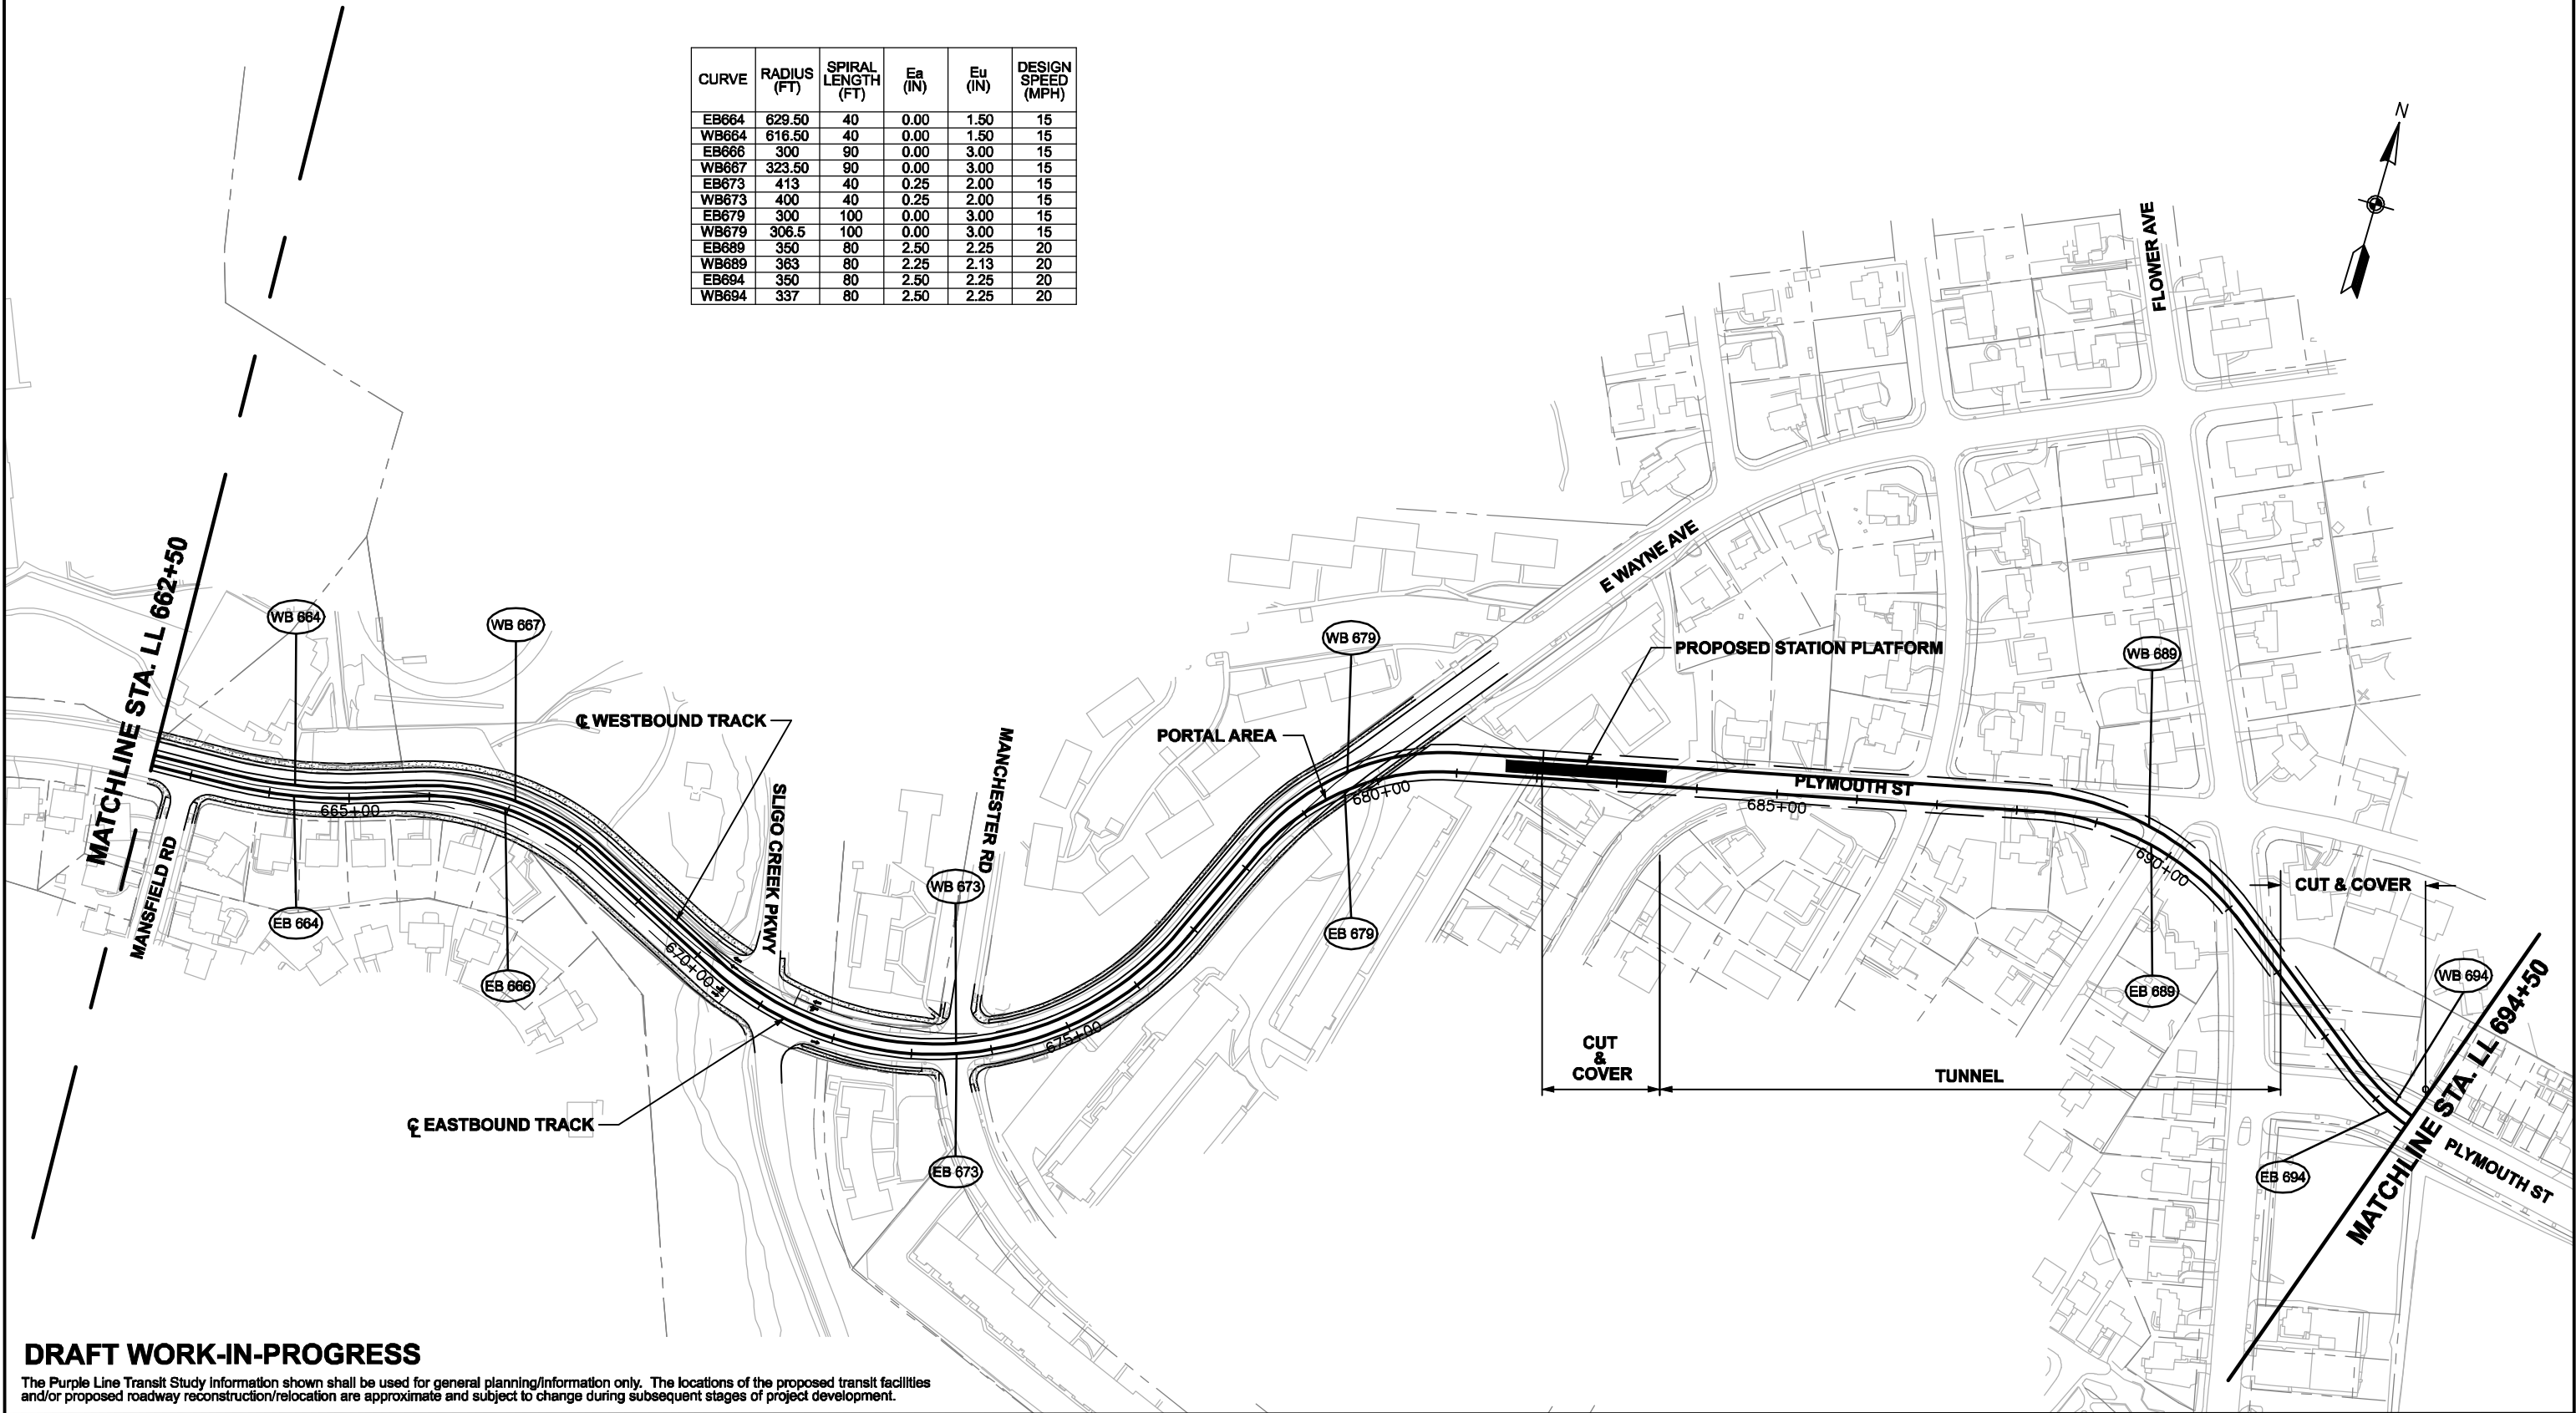 CURVE RADIUS (FT) SPIRAL LENGTH (FT) Ea (IN) Eu (IN) DESIGN SPEED (MPH)
EB664 629.50 40 0.00 1.50 15
WB664 616.50 40 0.00 1.50 15
EB666 300 90 0.00 3.00 15
WB667 323.50 90 0.00 3.00 15
EB673 413 40 0.25 2.00 15
WB673 400 40 0.25 2.00 15
EB679 300 100 0.00 3.00 15
WB679 306.5 100 0.00 3.00 15
EB689 350 80 2.50 2.25 20
WB689 363 80 2.25 2.13 20
EB694 350 80 2.50 2.25 20
WB694 337 80 2.50 2.25 20
N
FLOWER AVE
E WAYNE AVE
MATCHLINE STA. LL 662+50
WB 664
WB 667
WB 679
PROPOSED STATION PLATFORM
WB 689
℄ WESTBOUND TRACK
PORTAL AREA
MANCHESTER RD
SLIGO CREEK PKWY
PLYMOUTH ST
665+00
680+00
685+00
690+00
MANSFIELD RD
WB 673
CUT & COVER
EB 664
EB 679
670+00
EB 666
WB 694
EB 689
675+00
CUT
&
COVER
TUNNEL
MATCHLINE STA. LL 694+50
℄ EASTBOUND TRACK
EB 673
EB 694
PLYMOUTH ST
DRAFT WORK-IN-PROGRESS
The Purple Line Transit Study information shown shall be used for general planning/information only. The locations of the proposed transit facilities
and/or proposed roadway reconstruction/relocation are approximate and subject to change during subsequent stages of project development.